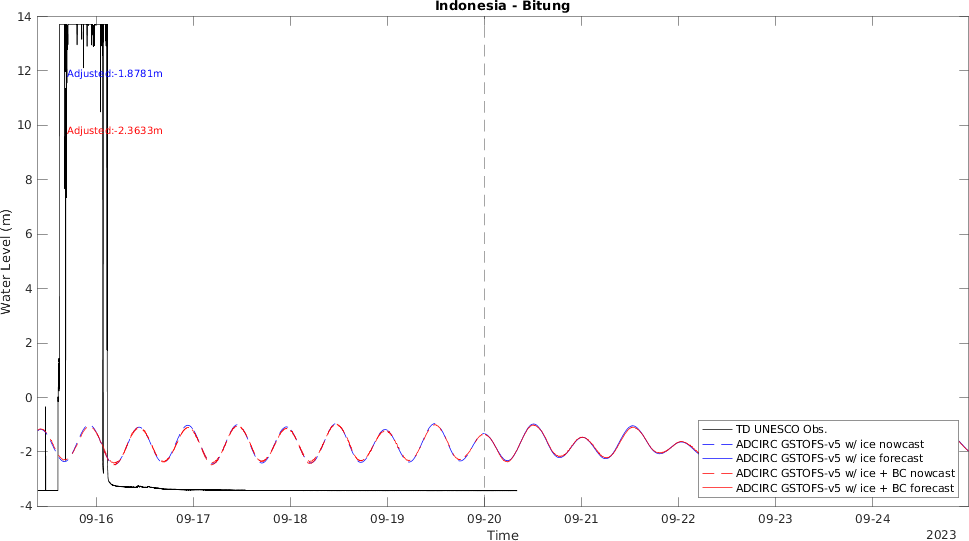 Indonesia - Bitung
14
12
10
8
6
4
2
0
-2
-4
Water Level (m)
Adjusted:-1.8781m
Adjusted:-2.3633m
TD UNESCO Obs.
ADCIRC GSTOFS-v5 w/ ice nowcast
ADCIRC GSTOFS-v5 w/ ice forecast
ADCIRC GSTOFS-v5 w/ ice + BC nowcast
ADCIRC GSTOFS-v5 w/ ice + BC forecast
09-16 09-17 09-18 09-19 09-20 09-21 09-22 09-23 09-24
Time
2023